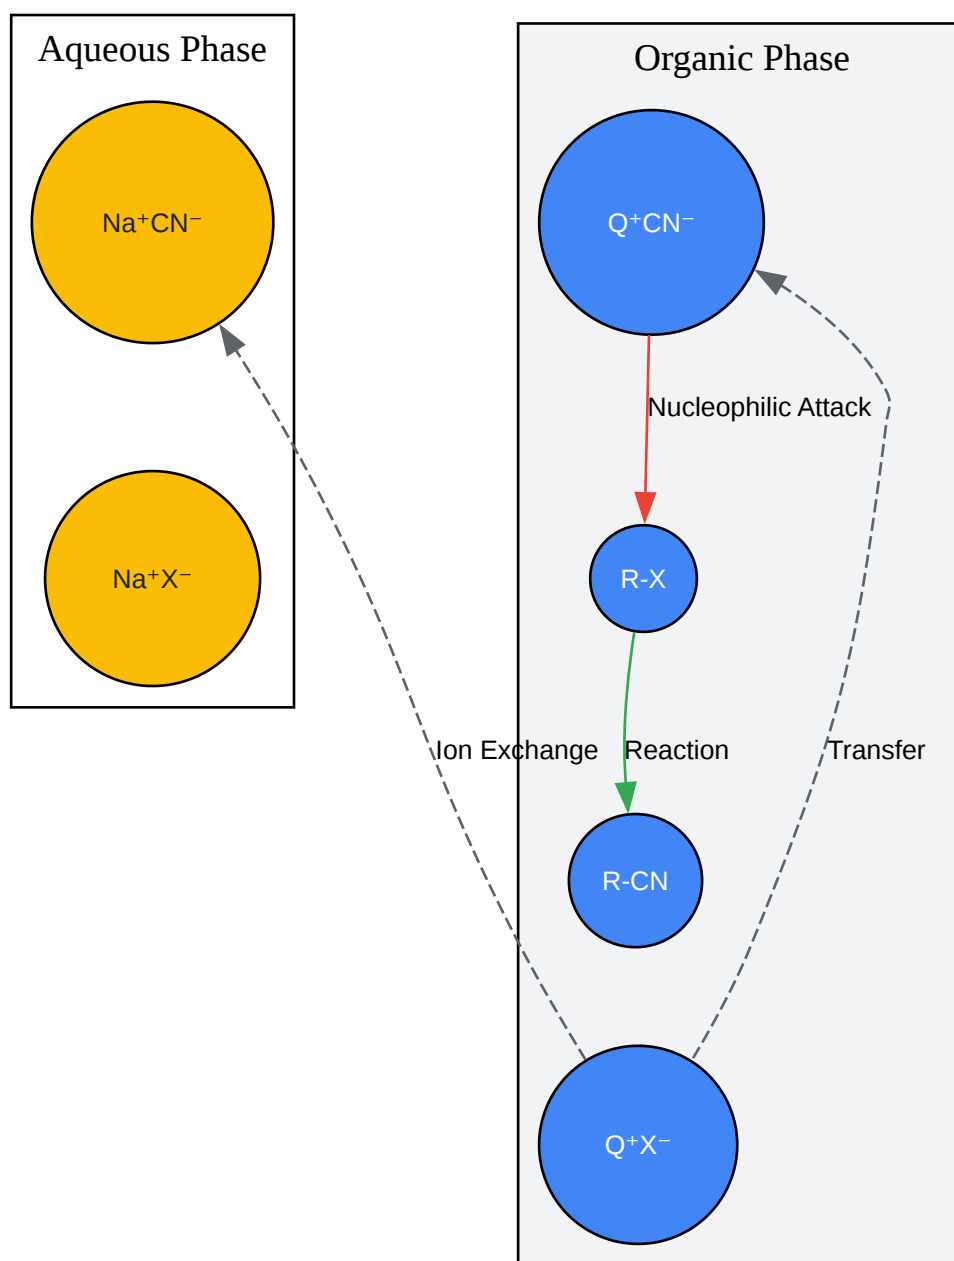 Aqueous Phase
Na⁺CN⁻
Na⁺X⁻
Organic Phase
Q⁺CN⁻
Nucleophilic Attack
R-X
Ion Exchange
Reaction
Transfer
R-CN
Q⁺X⁻